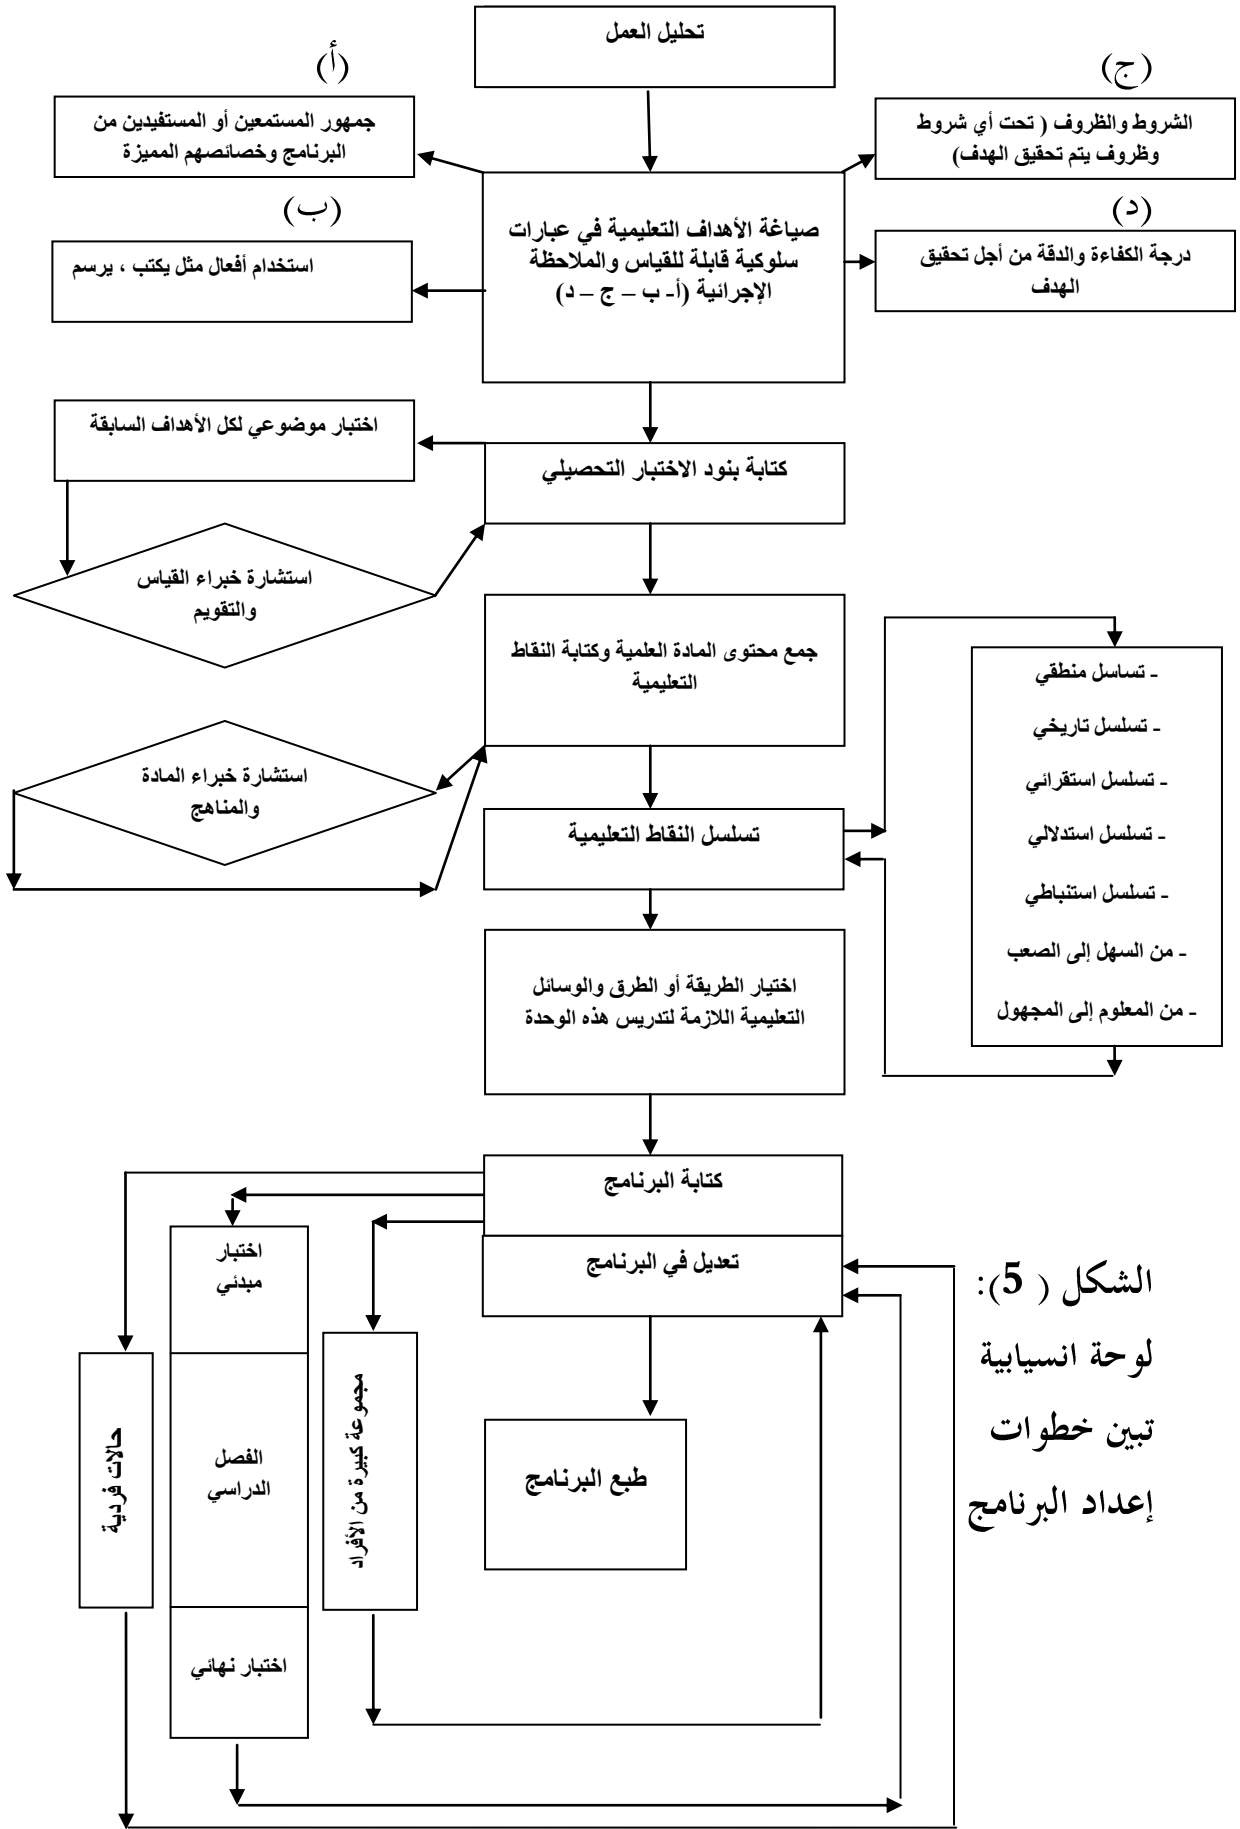 تحليل العمل
(أ)
جمهور المستمعين أو المستفيدين من
البرنامج وخصائصهم المميزة
(ج)
الشروط والظروف ( تحت أي شروط
وظروف يتم تحقيق الهدف)
(ب)
استخدام أفعال مثل يكتب ، يرسم
صياغة الأهداف التعليمية في عبارات
سلوكية قابلة للقياس والملاحظة
الإجرائية (أ- ب – ج – د)
(د)
درجة الكفاءة والدقة من أجل تحقيق
الهدف
اختبار موضوعي لكل الأهداف السابقة
كتابة بنود الاختبار التحصيلي
استشارة خبراء القياس
والتقويم
جمع محتوى المادة العلمية وكتابة النقاط
التعليمية
استشارة خبراء المادة
والمناهج
تسلسل النقاط التعليمية
- تساسل منطقي
- تسلسل تاريخي
- تسلسل استقرائي
- تسلسل استدلالي
- تسلسل استنباطي
- من السهل إلى الصعب
- من المعلوم إلى المجهول
اختيار الطريقة أو الطرق والوسائل
التعليمية اللازمة لتدريس هذه الوحدة
كتابة البرنامج
تعديل في البرنامج
اختبار
مبدئي
الفصل
الدراسي
اختبار نهائي
حالات فردية
مجموعة كبيرة من الأفراد
طبع البرنامج
الشكل ( 5):
لوحة انسيابية
تبين خطوات
إعداد البرنامج